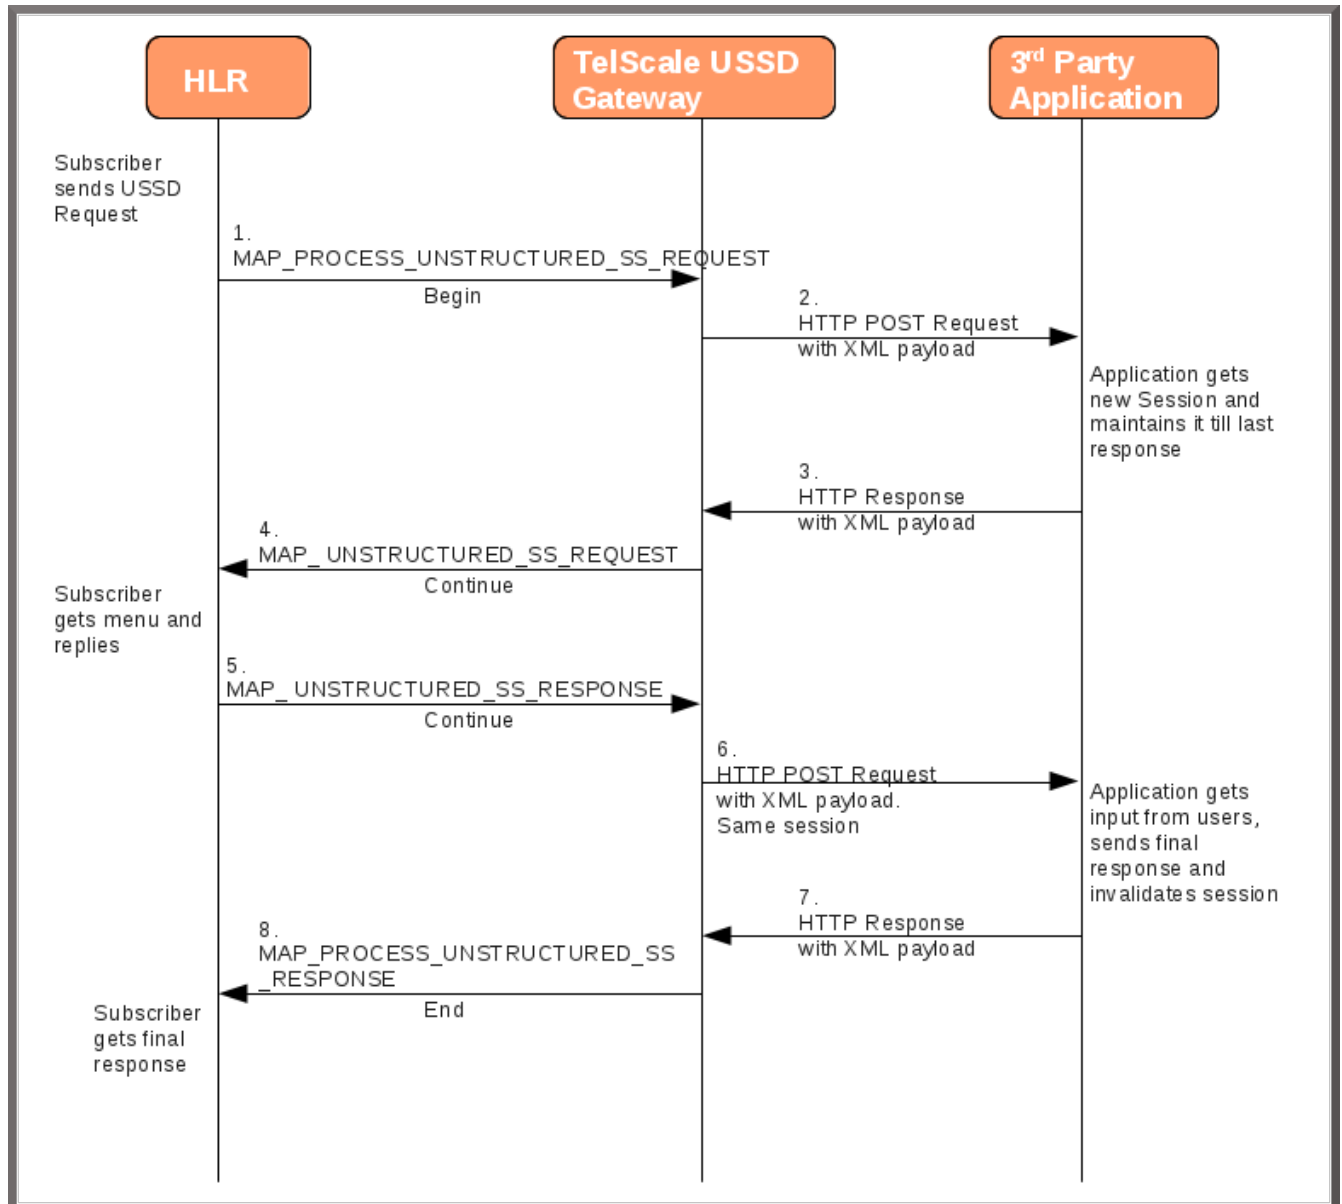 HLR
TelScale USSD
Gateway
3rd Party
Application
Subscriber
sends USSD
Request
1.
MAP_PROCESS_UNSTRUCTURED_SS_REQUEST
Begin
2.
HTTP POST Request
with XML payload
Application gets
new Session and
maintains it till last
response
3.
HTTP Response
with XML payload
4.
MAP_ UNSTRUCTURED_SS_REQUEST
Continue
Subscriber
gets menu and
replies
5.
MAP_ UNSTRUCTURED_SS_RESPONSE
Continue
6.
HTTP POST Request
with XML payload.
Same session
Application gets
input from users,
sends final
response and
invalidates session
7.
HTTP Response
with XML payload
8.
MAP_PROCESS_UNSTRUCTURED_SS
_RESPONSE
End
Subscriber
gets final
response